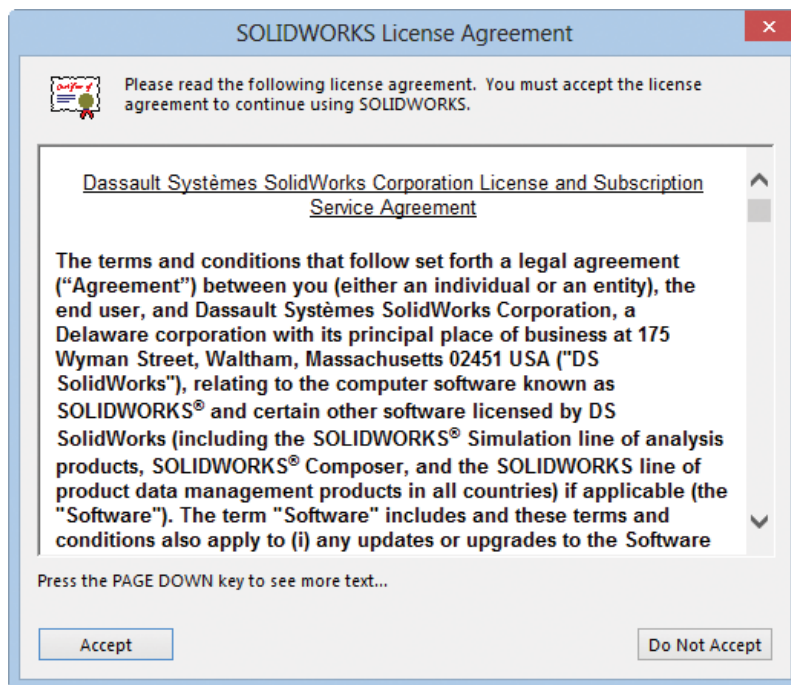 SOLIDWORKS License Agreement
Please read the following license agreement.  You must accept the license
agreement to continue using SOLIDWORKS.
Dassault Systèmes SolidWorks Corporation License and Subscription
Service Agreement
The terms and conditions that follow set forth a legal agreement
(“Agreement”) between you (either an individual or an entity), the
end user, and Dassault Systèmes SolidWorks Corporation, a
Delaware corporation with its principal place of business at 175
Wyman Street, Waltham, Massachusetts 02451 USA ("DS
SolidWorks"), relating to the computer software known as
SOLIDWORKS® and certain other software licensed by DS
SolidWorks (including the SOLIDWORKS® Simulation line of analysis
products, SOLIDWORKS® Composer, and the SOLIDWORKS line of
product data management products in all countries) if applicable (the
"Software"). The term "Software" includes and these terms and
conditions also apply to (i) any updates or upgrades to the Software
Press the PAGE DOWN key to see more text...
Accept
Do Not Accept